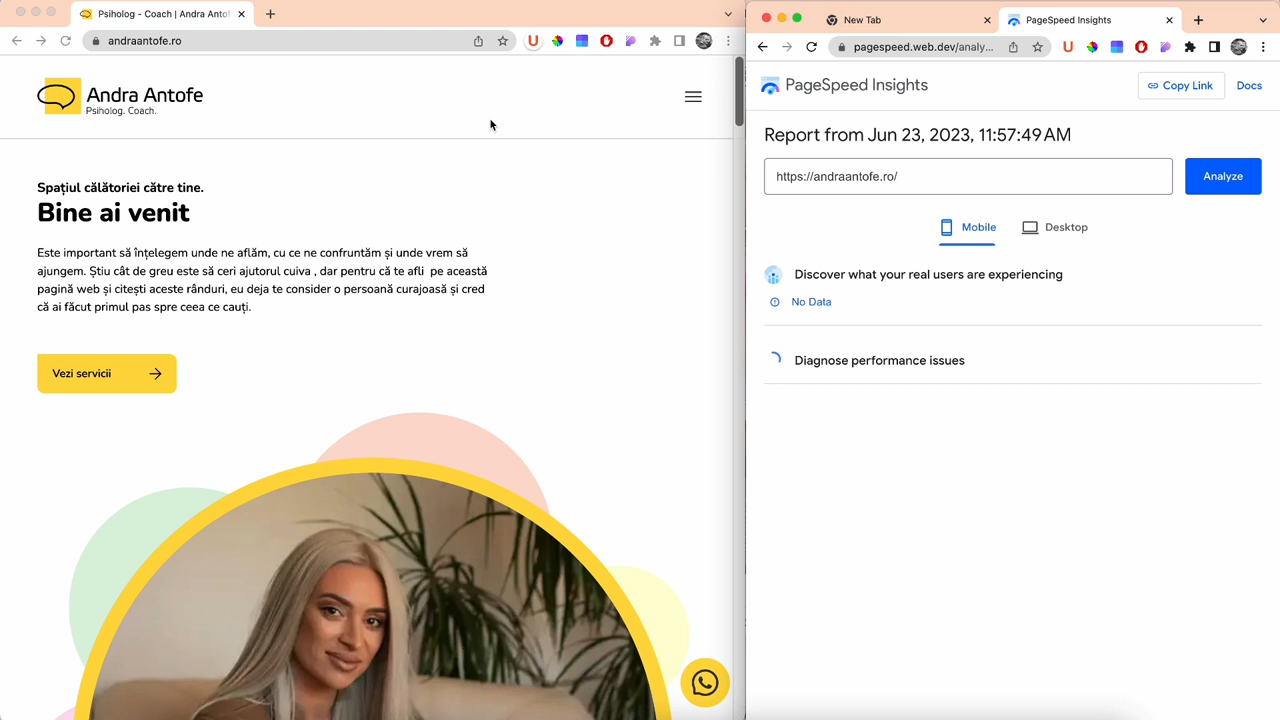 Psiholog - Coach | Andra Antof
andraantofe.ro
Andra Antofe
Psiholog. Coach.
Spațiul călătoriei către tine.
Bine ai venit
Este important să înțelegem unde ne aflăm, cu ce ne confruntăm și unde vrem să
ajungem. Știu cât de greu este să ceri ajutorul cuiva , dar pentru că te afli pe această
pagină web și citești aceste rânduri, eu deja te consider o persoană curajoasă și cred
că ai făcut primul pas spre ceea ce cauți.
Vezi servicii
New Tab
PageSpeed Insights
pagespeed.web.dev/analy...
PageSpeed Insights
Copy Link
Docs
Report from Jun 23, 2023, 11:57:49 AM
https://andraantofe.ro/
Analyze
Mobile
Desktop
Discover what your real users are experiencing
No Data
Diagnose performance issues